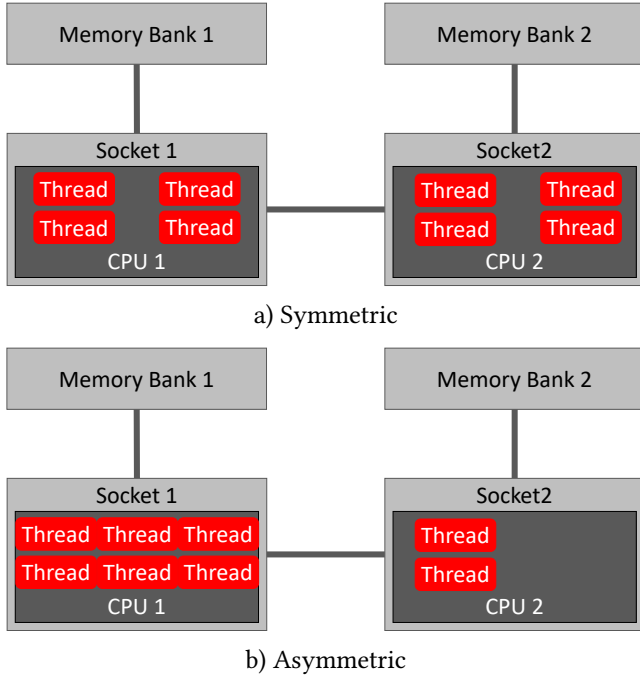 Memory Bank 1 Memory Bank 2
Socket 1 Socket2
Thread Thread Thread Thread
Thread Thread Thread Thread
CPU 1 CPU 2
a) Symmetric
Memory Bank 1 Memory Bank 2
Socket 1 Socket2
Thread Thread Thread Thread
Thread Thread Thread Thread
CPU 1 CPU 2
b) Asymmetric